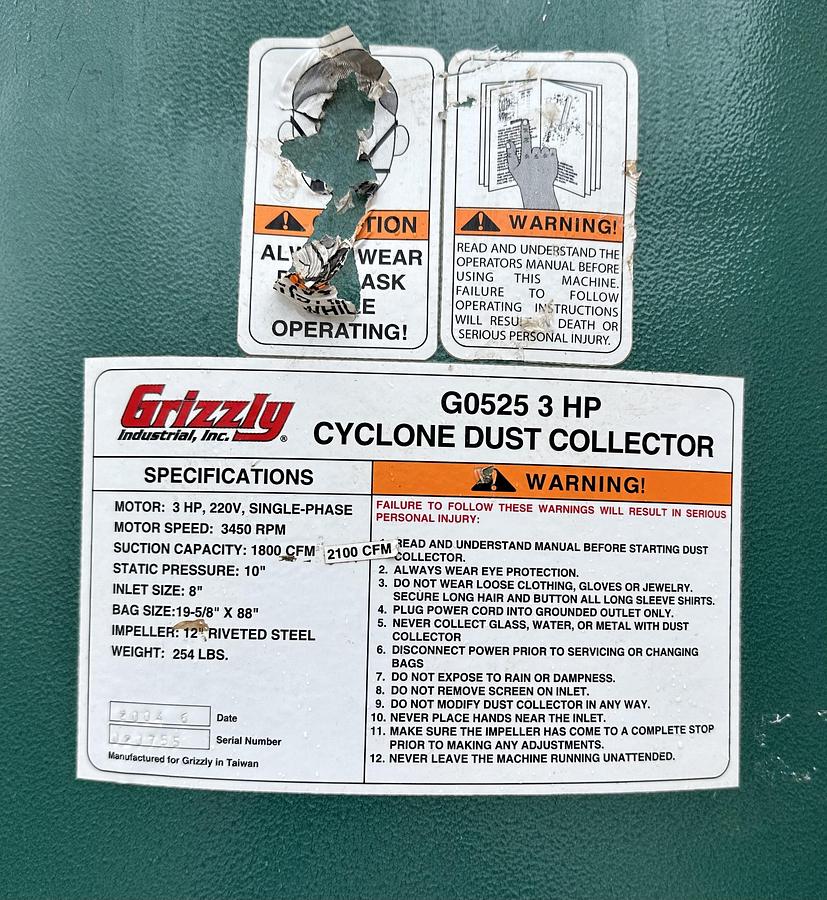 TION
WEAR
ASK
WHILE
OPERATING!
WARNING!
READ AND UNDERSTAND THE
OPERATORS MANUAL BEFORE
USING THIS MACHINE.
FAILURE TO FOLLOW
OPERATING INSTRUCTIONS
WILL RESU DEATH OR
SERIOUS PERSONAL INJURY.
Grizzly
Industrial, Inc.®
G0525 3 HP
CYCLONE DUST COLLECTOR
SPECIFICATIONS
MOTOR: 3 HP, 220V, SINGLE-PHASE
MOTOR SPEED: 3450 RPM
SUCTION CAPACITY: 1800 CFM 2100 CFM
STATIC PRESSURE: 10"
INLET SIZE: 8"
BAG SIZE:19-5/8" X 88"
IMPELLER: 12" RIVETED STEEL
WEIGHT: 254 LBS.
2004 6 Date
Serial Number
Manufactured for Grizzly in Taiwan
WARNING!
FAILURE TO FOLLOW THESE WARNINGS WILL RESULT IN SERIOUS
PERSONAL INJURY:
READ AND UNDERSTAND MANUAL BEFORE STARTING DUST
COLLECTOR.
2. ALWAYS WEAR EYE PROTECTION.
3. DO NOT WEAR LOOSE CLOTHING, GLOVES OR JEWELRY.
SECURE LONG HAIR AND BUTTON ALL LONG SLEEVE SHIRTS.
4. PLUG POWER CORD INTO GROUNDED OUTLET ONLY.
5. NEVER COLLECT GLASS, WATER, OR METAL WITH DUST
COLLECTOR
6. DISCONNECT POWER PRIOR TO SERVICING OR CHANGING
BAGS
7. DO NOT EXPOSE TO RAIN OR DAMPNESS.
8. DO NOT REMOVE SCREEN ON INLET.
9. DO NOT MODIFY DUST COLLECTOR IN ANY WAY.
10. NEVER PLACE HANDS NEAR THE INLET.
11. MAKE SURE THE IMPELLER HAS COME TO A COMPLETE STOP
PRIOR TO MAKING ANY ADJUSTMENTS.
12. NEVER LEAVE THE MACHINE RUNNING UNATTENDED.